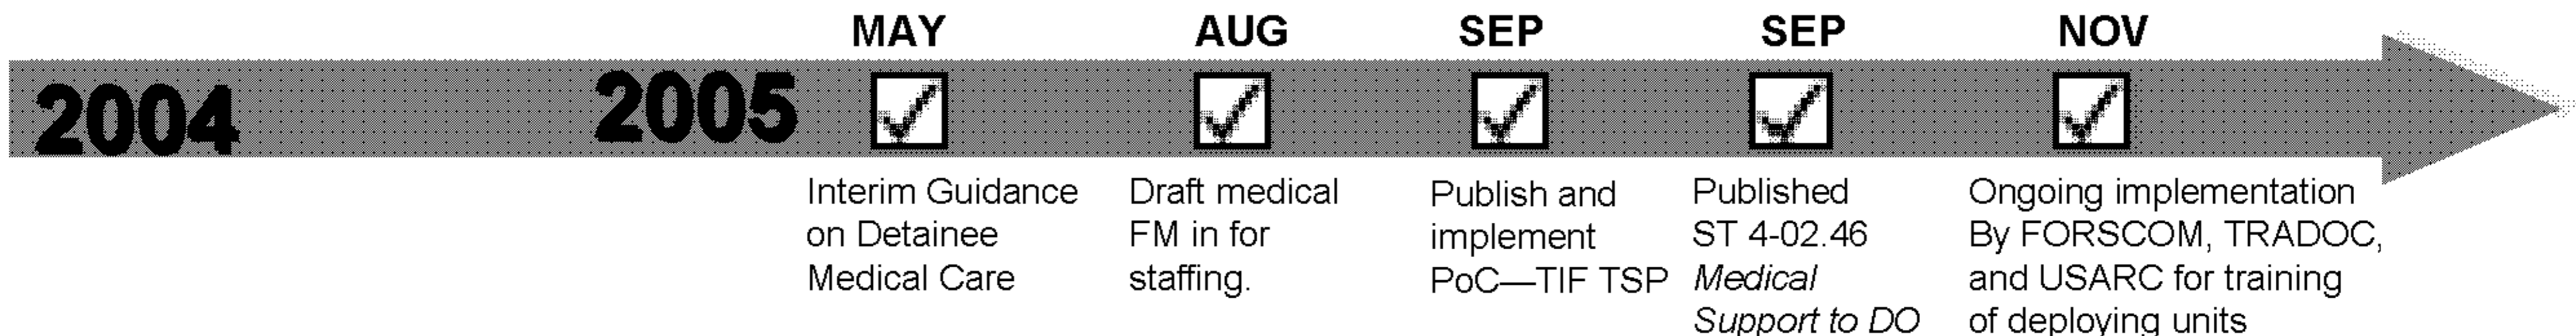 MAY AUG SEP SEP NOV
2004 2005
Interim Guidance
on Detainee
Medical Care
Draft medical
FM in for
staffing.
Publish and
implement
PoC—TIF TSP
Published
ST 4-02.46
Medical
Support to DO
Ongoing implementation
By FORSCOM, TRADOC,
and USARC for training
of deploying units